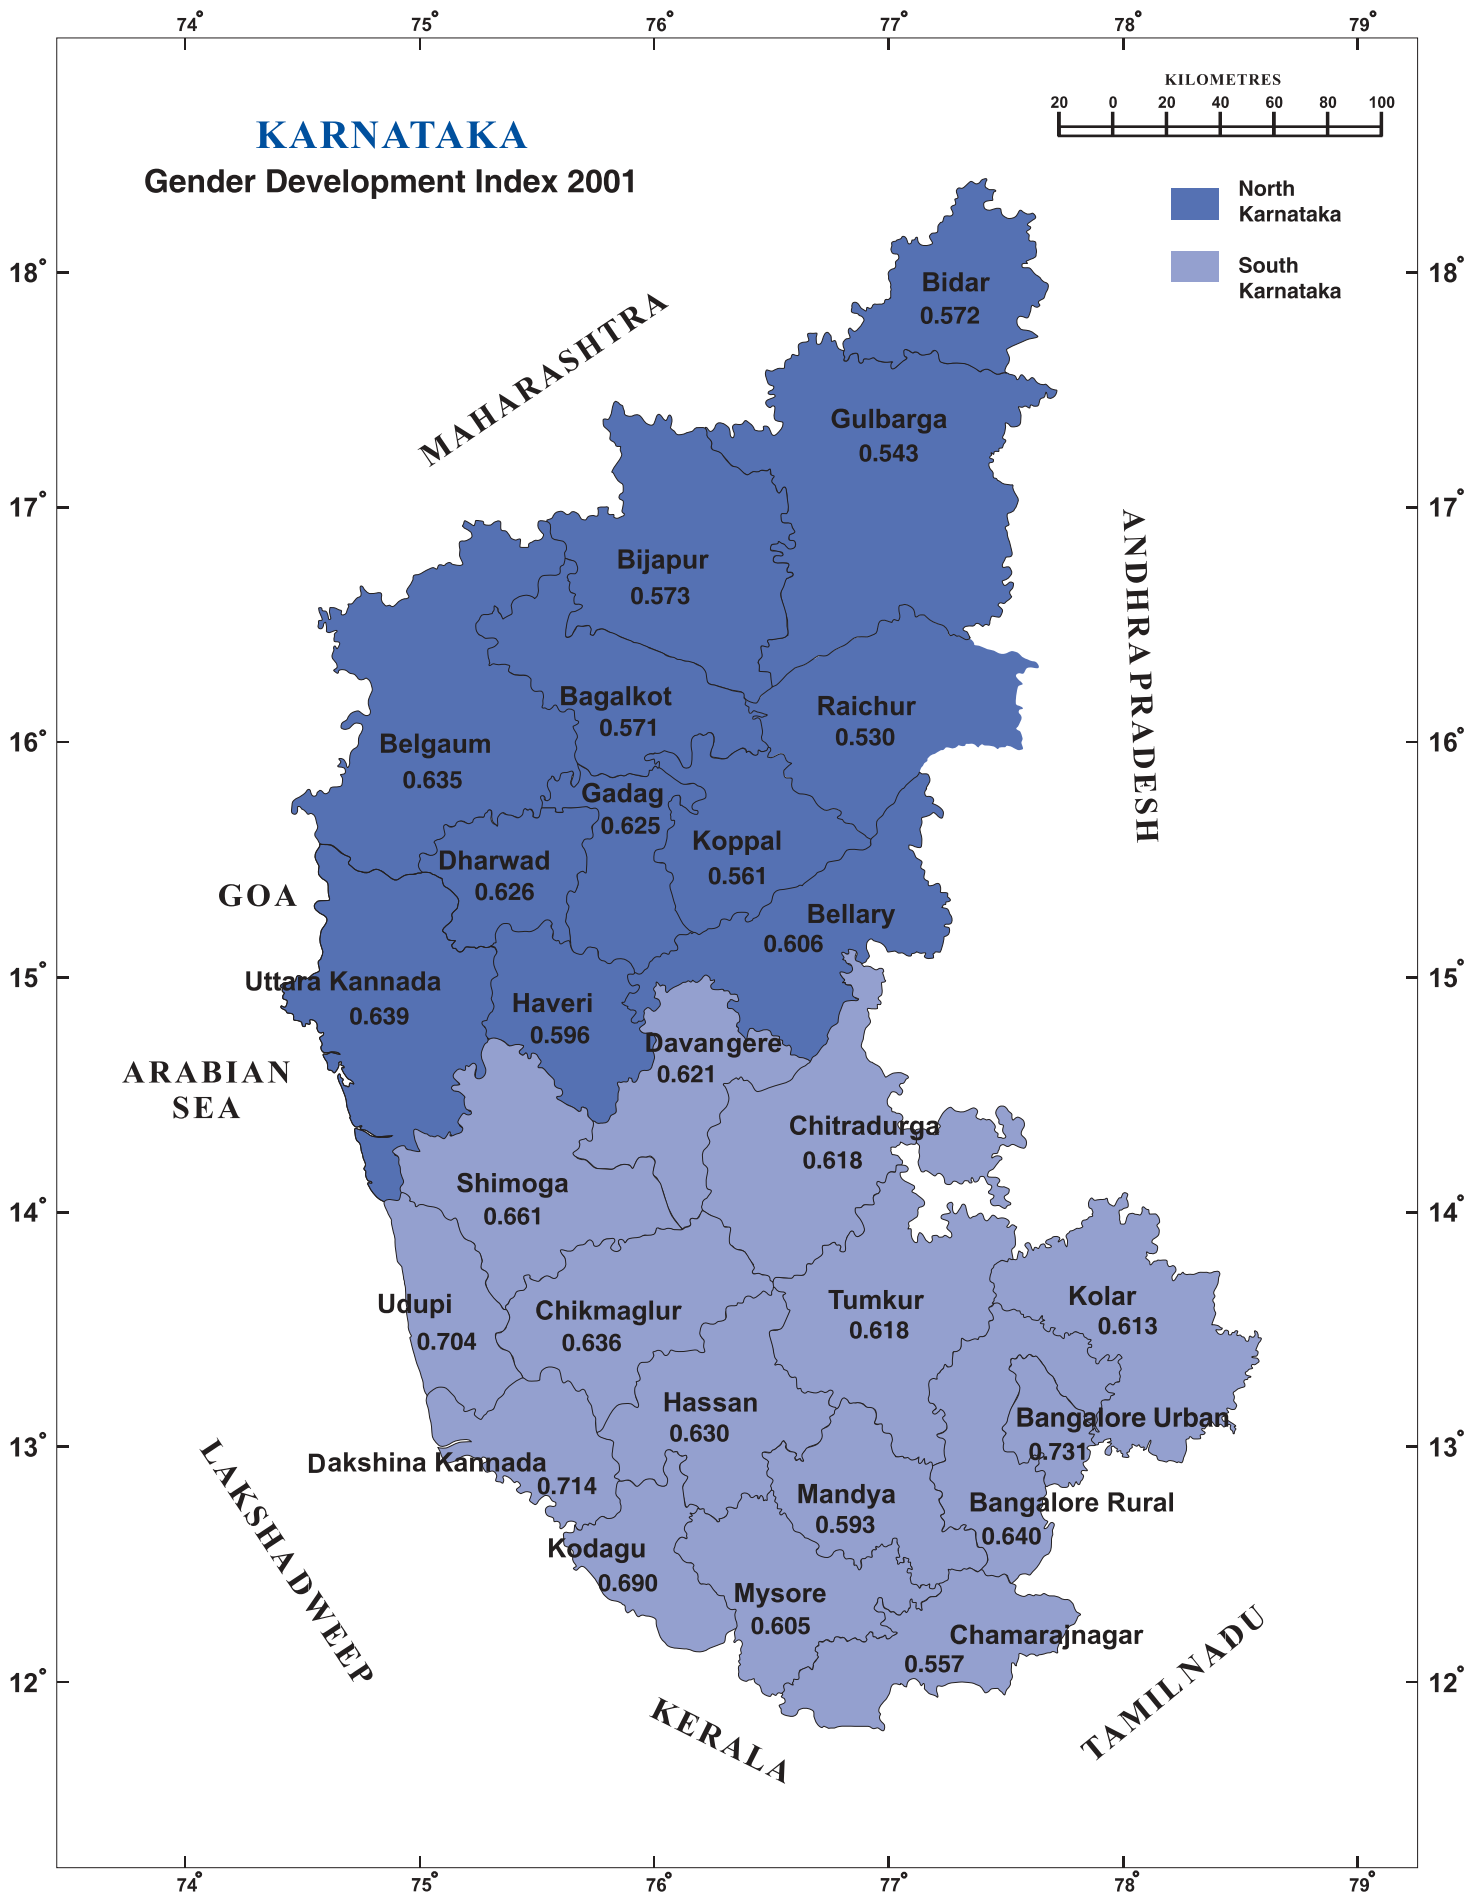 74° 75° 76° 77° 78° 79°
KILOMETRES
20 0 20 40 60 80 100
KARNATAKA
Gender Development Index 2001
North
Karnataka
South
Karnataka
18° 18°
Bidar
0.572
MAHARASHTRA
Gulbarga
0.543
17° 17°
ANDHRA PRADESH
Bijapur
0.573
Bagalkot
0.571
Raichur
0.530
16° 16°
Belgaum
0.635
Gadag
0.625
Koppal
0.561
Dharwad
0.626
GOA
Bellary
0.606
15° 15°
Uttara Kannada
0.639
Haveri
0.596
Davangere
0.621
ARABIAN
SEA
Chitradurga
0.618
Shimoga
0.661
14° 14°
Udupi
0.704
Chikmaglur
0.636
Tumkur
0.618
Kolar
0.613
Hassan
0.630
Bangalore Urban
0.731
13° 13°
Dakshina Kannada
0.714
LAKSHADWEEP
Mandya
0.593
Bangalore Rural
0.640
Kodagu
0.690
Mysore
0.605
Chamarajnagar
0.557
12° 12°
TAMIL NADU
KERALA
74° 75° 76° 77° 78° 79°